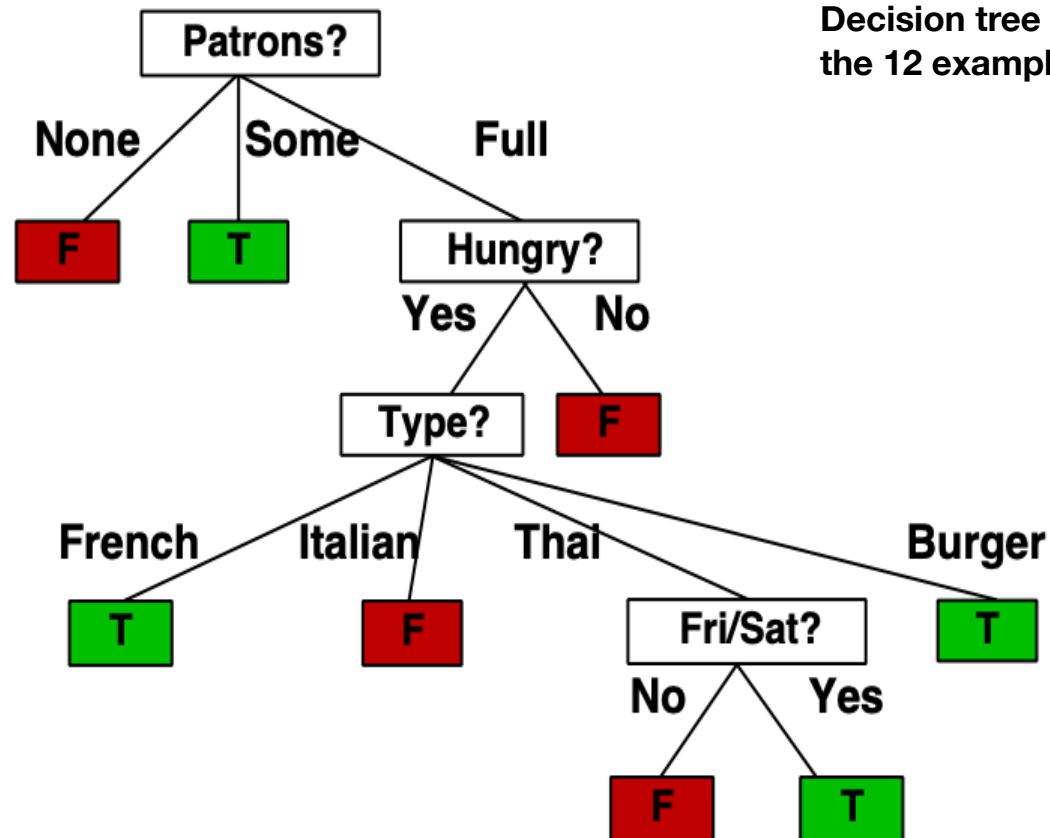 Decision tree
the 12 exampl
Patrons?
None Some Full
F T Hungry?
Yes No
Type? F
French Italian Thai Burger
T F Fri/Sat? T
No Yes
F T